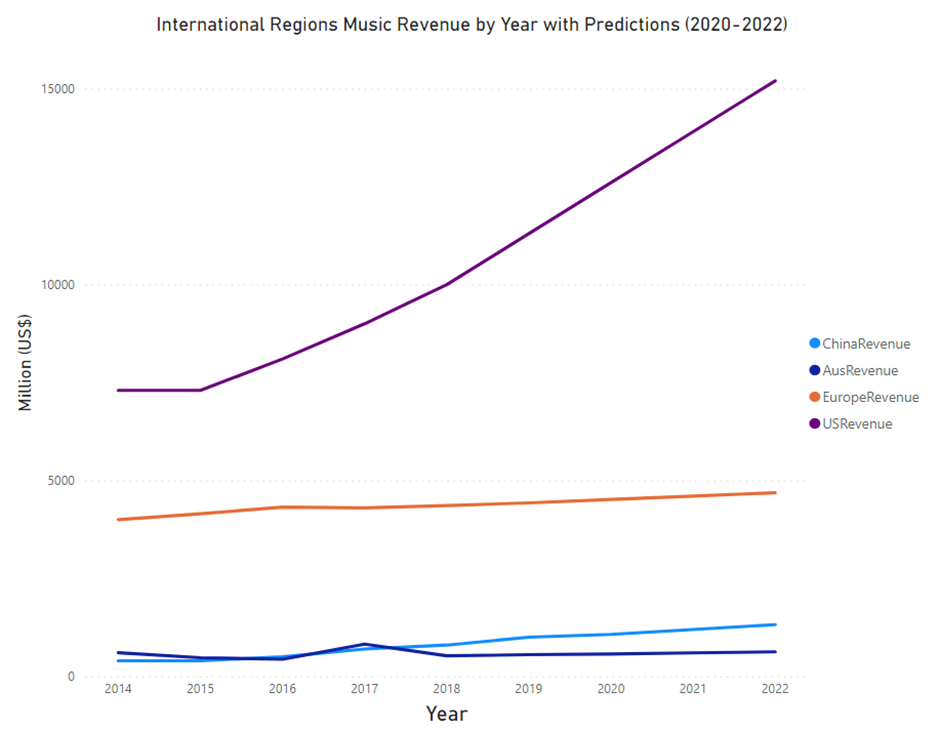 International Regions Music Revenue by Year with Predictions (2020-2022)
15000
10000
5000
0
Million (US$)
2014 2015 2016 2017 2018 2019 2020 2021 2022
Year
ChinaRevenue
AusRevenue
EuropeRevenue
USRevenue